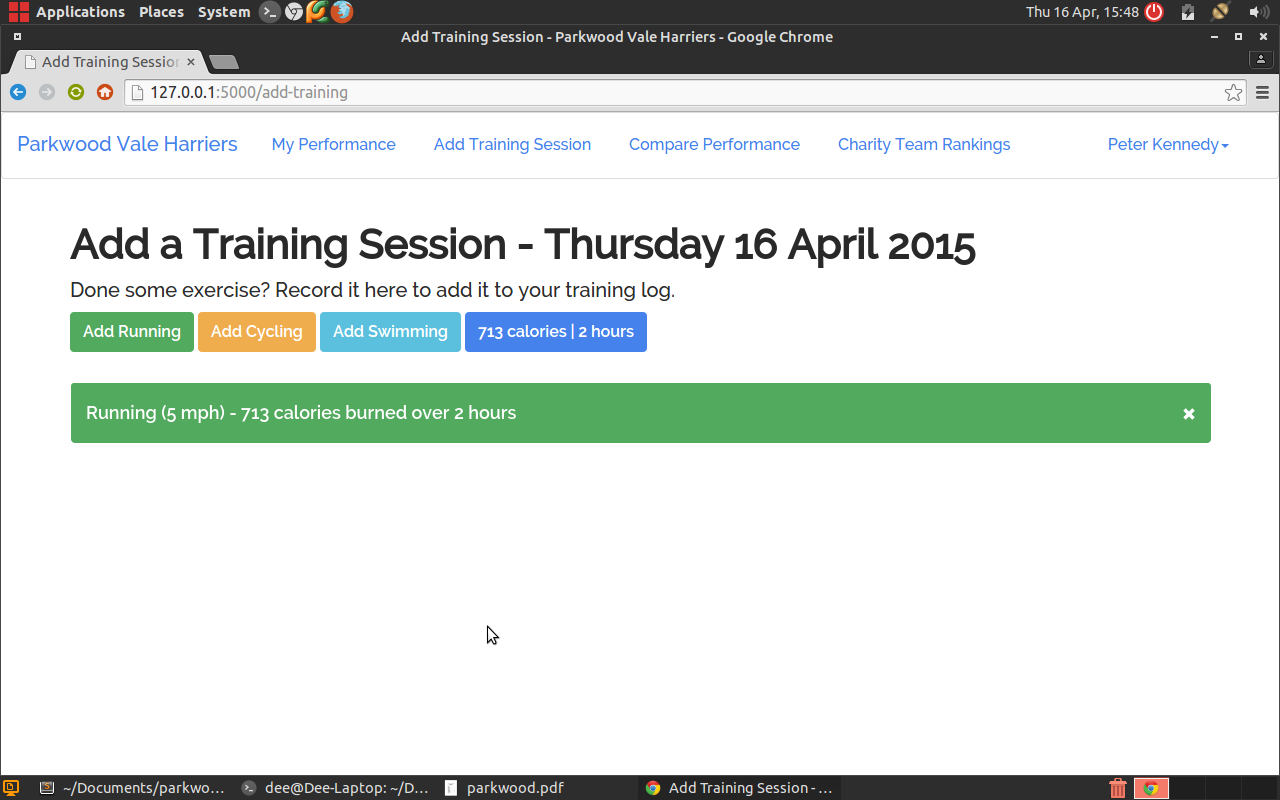 Applications Places System Thu 16 Apr, 15:48
Add Training Session - Parkwood Vale Harriers - Google Chrome
Add Training Session
127.0.0.1:5000/add-training
Parkwood Vale Harriers My Performance Add Training Session Compare Performance Charity Team Rankings Peter Kennedy
Add a Training Session - Thursday 16 April 2015
Done some exercise? Record it here to add it to your training log.
Add Running Add Cycling Add Swimming 713 calories | 2 hours
Running (5 mph) - 713 calories burned over 2 hours
~/Documents/parkwo... dee@Dee-Laptop: ~/D... parkwood.pdf Add Training Session - ...